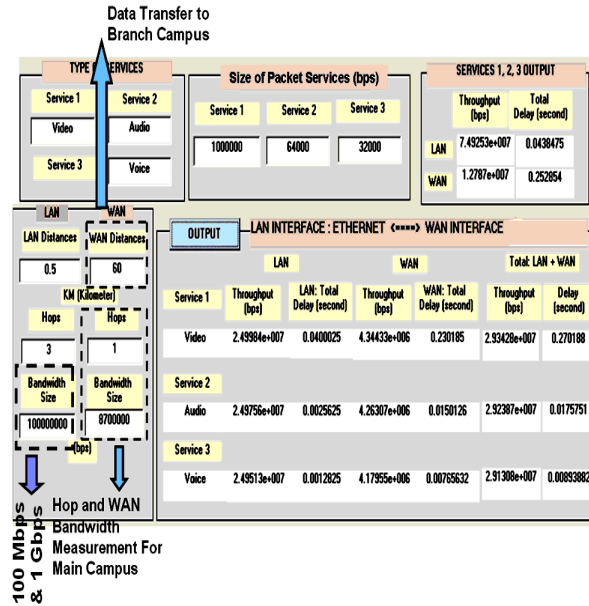 Data Transfer to
Branch Campus
TYPE O SERVICES
Service 1 Service 2
Video Audio
Service 3
Voice
Size of Packet Services (bps)
Service 1 Service 2 Service 3
1000000 64000 32000
SERVICES 1, 2, 3 OUTPUT
Throughput (bps) Total Delay (second)
LAN 7.49253e+007 0.0438475
WAN 1.2787e+007 0.252854
LAN WAN
LAN Distances WAN Distances
0.5 60
KM (Kilometer)
Hops Hops
3 1
Bandwidth Size Bandwidth Size
100000000 8700000
(bps)
OUTPUT LAN INTERFACE : ETHERNET <----> WAN INTERFACE
LAN WAN Total: LAN + WAN
Service 1 Throughput (bps) LAN: Total Delay (second) Throughput (bps) WAN: Total Delay (second) Throughput (bps) Delay (second)
Video 2.49984e+007 0.0400025 4.34433e+006 0.230185 2.93428e+007 0.270188
Service 2
Audio 2.49756e+007 0.0025625 4.26307e+006 0.0150126 2.92387e+007 0.0175751
Service 3
Voice 2.49513e+007 0.0012825 4.17955e+006 0.00765632 2.91308e+007 0.00893882
100 Mbps
& 1 Gbps
Hop and WAN
Bandwidth
Measurement For
Main Campus